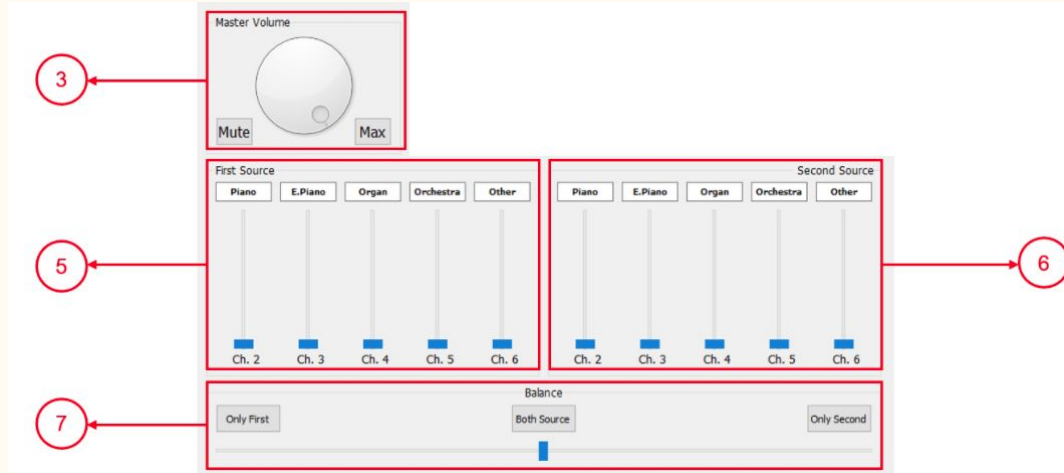 Master Volume
3
Mute Max
First Source Second Source
Piano E.Piano Organ Orchestra Other Piano E.Piano Organ Orchestra Other
5 6
Ch. 2 Ch. 3 Ch. 4 Ch. 5 Ch. 6 Ch. 2 Ch. 3 Ch. 4 Ch. 5 Ch. 6
Balance
7 Only First Both Source Only Second